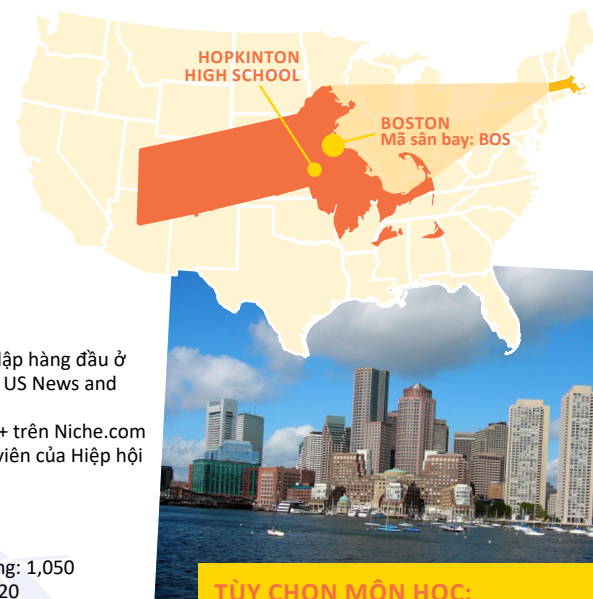 HOPKINTON
HIGH SCHOOL
BOSTON
Mã sân bay: BOS
lập hàng đầu ở
US News and
+ trên Niche.com
viên của Hiệp hội
ng: 1,050
20
TÙY CHỌN MÔN HỌC: